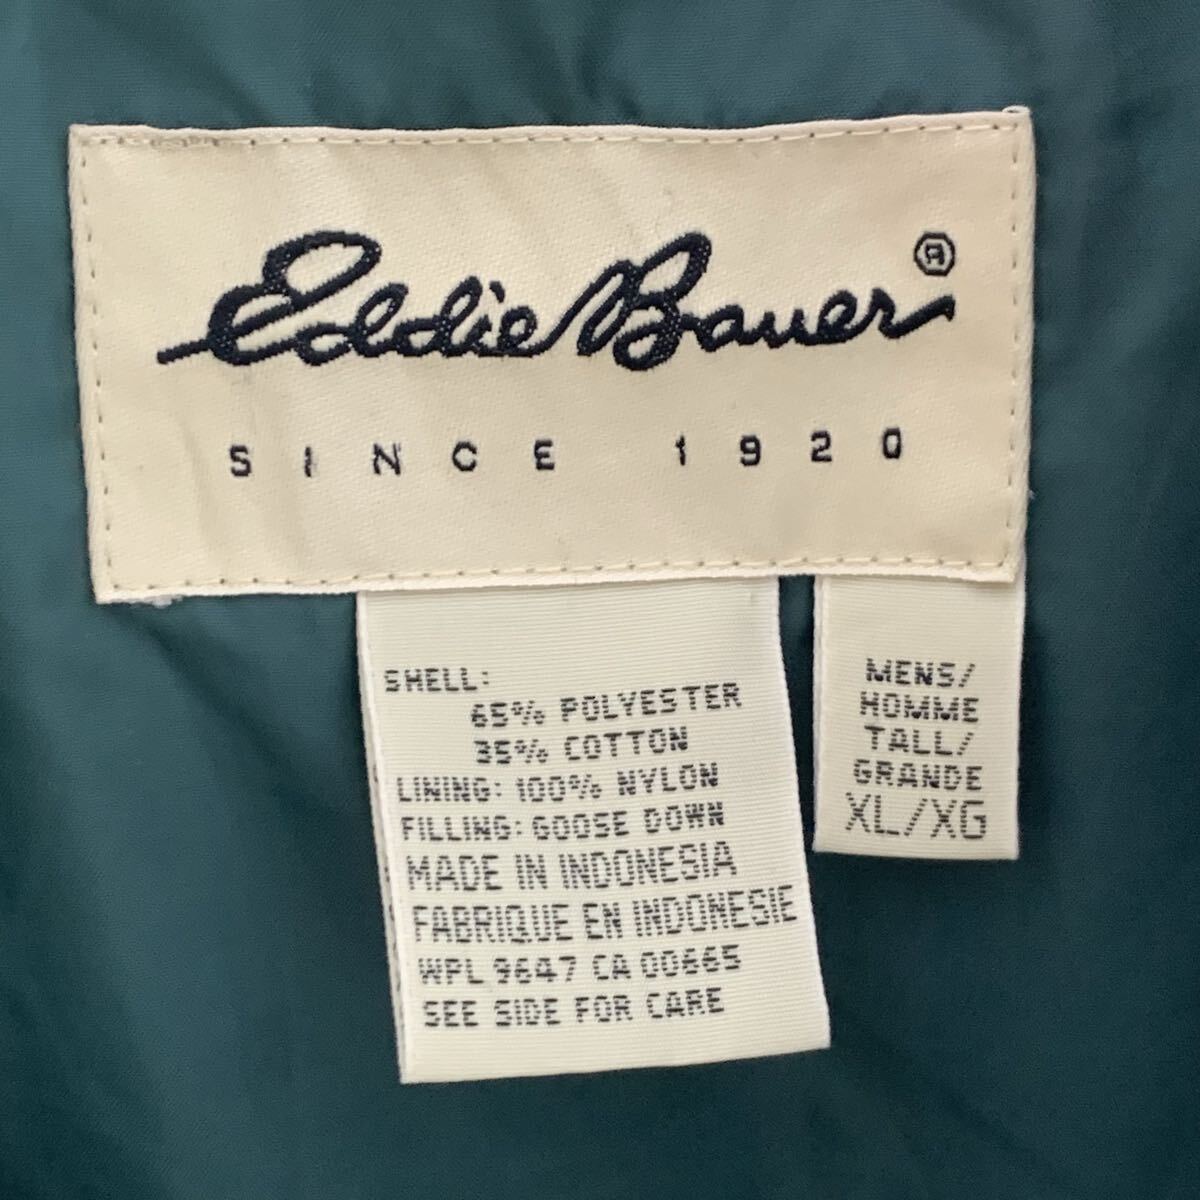 Eddie Bauer®
SINCE 1920
SHELL:
65% POLYESTER
35% COTTON
LINING: 100% NYLON
FILLING: GOOSE DOWN
MADE IN INDONESIA
FABRIQUE EN INDONESIE
WPL 9647 CA 00665
SEE SIDE FOR CARE
MENS/
HOMME
TALL/
GRANDE
XL/XG